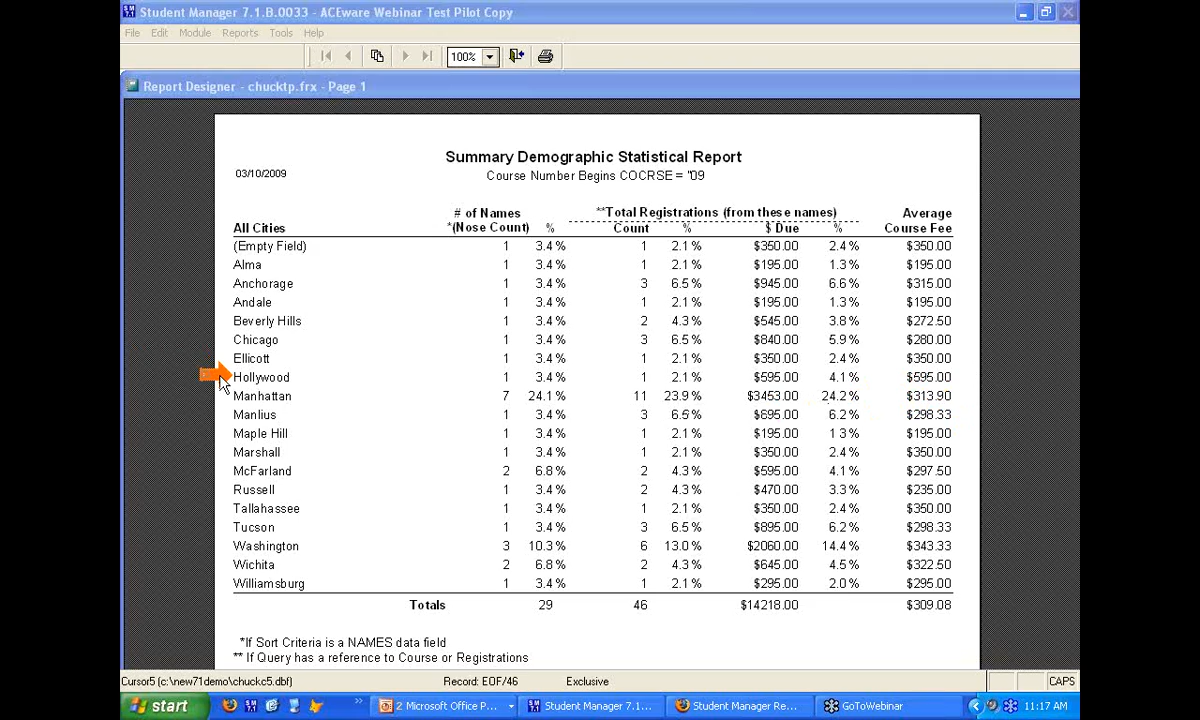 Student Manager 7.1.B.0033 - ACEware Webinar Test Pilot Copy
File Edit Module Reports Tools Help
100%
Report Designer - chucktp.frx - Page 1
Summary Demographic Statistical Report
03/10/2009
Course Number Begins COCRSE = "09
# of Names **Total Registrations (from these names) Average
All Cities *(Nose Count) % Count % $ Due % Course Fee
(Empty Field) 1 3.4 % 1 2.1 % $350.00 2.4 % $350.00
Alma 1 3.4 % 1 2.1 % $195.00 1.3 % $195.00
Anchorage 1 3.4 % 3 6.5 % $945.00 6.6 % $315.00
Andale 1 3.4 % 1 2.1 % $195.00 1.3 % $195.00
Beverly Hills 1 3.4 % 2 4.3 % $545.00 3.8 % $272.50
Chicago 1 3.4 % 3 6.5 % $840.00 5.9 % $280.00
Ellicott 1 3.4 % 1 2.1 % $350.00 2.4 % $350.00
Hollywood 1 3.4 % 1 2.1 % $595.00 4.1 % $595.00
Manhattan 7 24.1 % 11 23.9 % $3453.00 24.2 % $313.90
Manlius 1 3.4 % 3 6.5 % $895.00 6.2 % $298.33
Maple Hill 1 3.4 % 1 2.1 % $195.00 1.3 % $195.00
Marshall 1 3.4 % 1 2.1 % $350.00 2.4 % $350.00
McFarland 2 6.8 % 2 4.3 % $595.00 4.1 % $297.50
Russell 1 3.4 % 2 4.3 % $470.00 3.3 % $235.00
Tallahassee 1 3.4 % 1 2.1 % $350.00 2.4 % $350.00
Tucson 1 3.4 % 3 6.5 % $895.00 6.2 % $298.33
Washington 3 10.3 % 6 13.0 % $2060.00 14.4 % $343.33
Wichita 2 6.8 % 2 4.3 % $645.00 4.5 % $322.50
Williamsburg 1 3.4 % 1 2.1 % $295.00 2.0 % $295.00
Totals 29 46 $14218.00 $309.08
*If Sort Criteria is a NAMES data field
** If Query has a reference to Course or Registrations
Cursor5 (c:\new71demo\chuckc5.dbf) Record: EOF/46 Exclusive CAPS
start 2 Microsoft Office P... Student Manager 7.1... Student Manager Re... GoToWebinar 11:17 AM